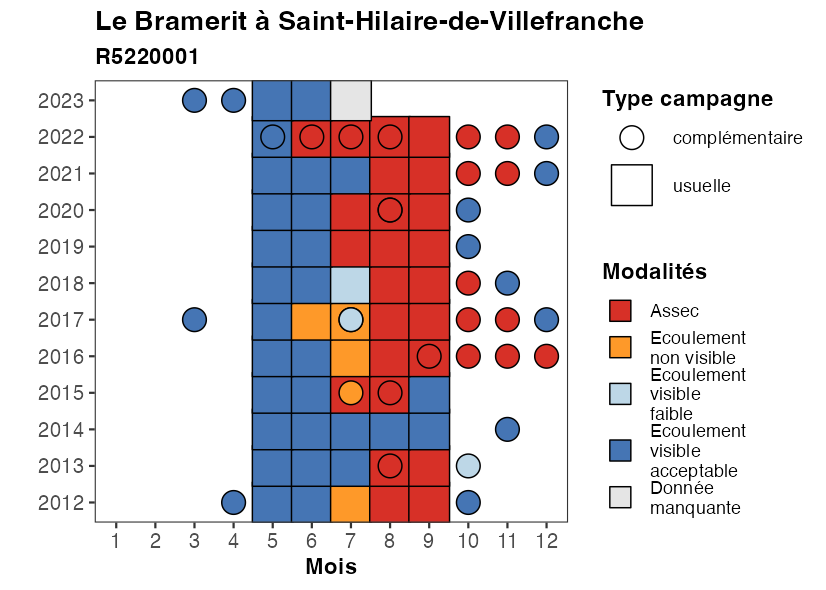 Le Bramerit à Saint-Hilaire-de-Villefranche
R5220001
2023
2022
2021
2020
2019
2018
2017
2016
2015
2014
2013
2012
1 2 3 4 5 6 7 8 9 10 11 12
Mois
Type campagne
complémentaire
usuelle
Modalités
Assec
Ecoulement
non visible
Ecoulement
visible
faible
Ecoulement
visible
acceptable
Donnée
manquante